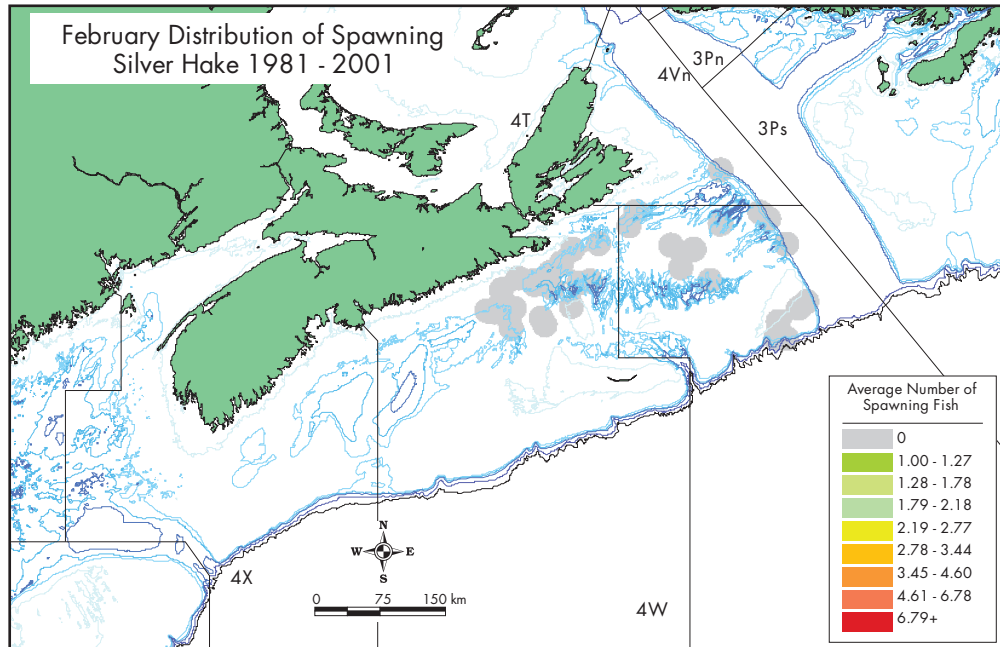 February Distribution of Spawning
Silver Hake 1981 - 2001
3Pn
4Vn
4T
3Ps
Average Number of
Spawning Fish
0
1.00 - 1.27
1.28 - 1.78
1.79 - 2.18
2.19 - 2.77
2.78 - 3.44
3.45 - 4.60
4.61 - 6.78
6.79+
N
W E
S
4X
0 75 150 km
4W